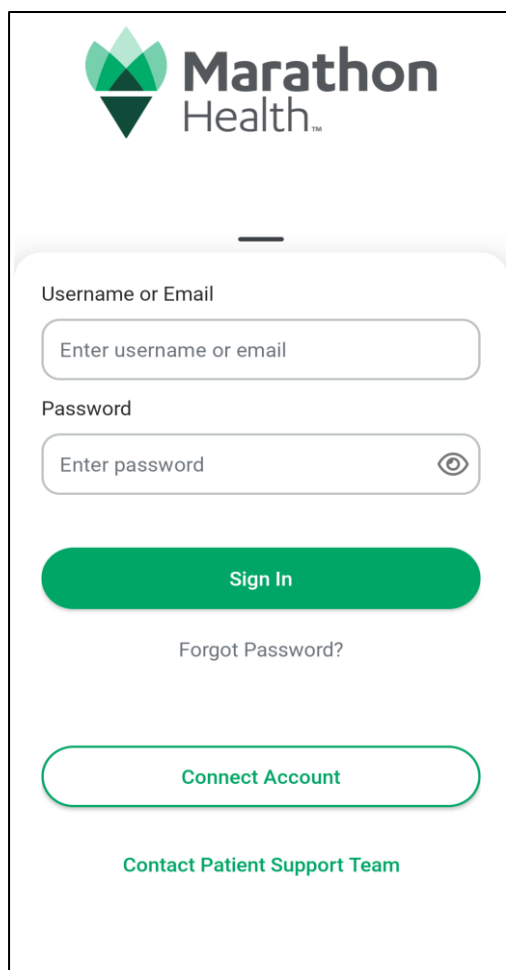 Marathon
Health™
Username or Email
Enter username or email
Password
Enter password
Sign In
Forgot Password?
Connect Account
Contact Patient Support Team